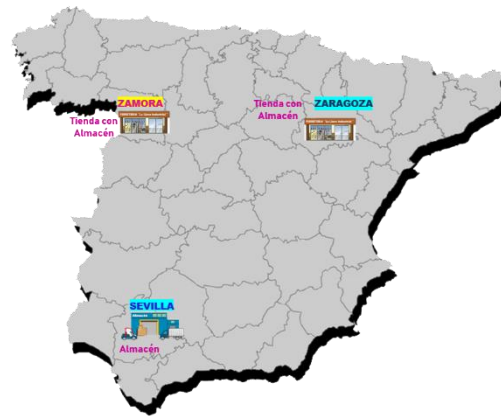 ZAMORA
Tienda con
Almacén
Tienda con
Almacén
ZARAGOZA
SEVILLA
Almacén